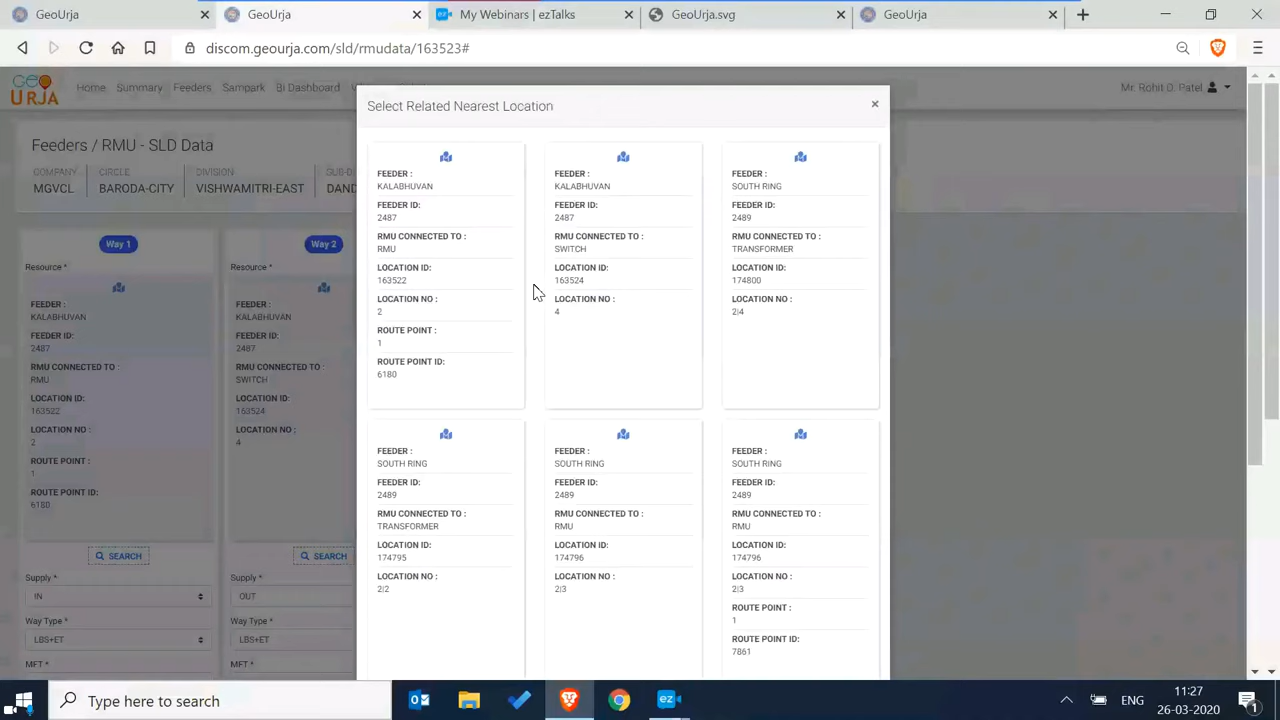 GeoUrja
GeoUrja
My Webinars | ezTalks
GeoUrja.svg
GeoUrja
discom.geourja.com/sld/rmudata/163523#
GEO
URJA
Home
Summary
Feeders
Sampark
Bi Dashboard
Mr. Rohit O. Patel
Feeders / RMU - SLD Data
COMPANY
MGVCL
CIRCLE
BARODA-CITY
DIVISION
VISHWAMITRI-EAST
SUB-D
DAND
Way 1
Resource *
FEEDER :
KALABHUVAN
FEEDER ID:
2487
RMU CONNECTED TO :
RMU
LOCATION ID:
163522
LOCATION NO :
2
ROUTE POINT :
1
ROUTE POINT ID:
6180
SEARCH
Supply *
IN
Way Type *
LBS+ET
MFT *
Way 2
Resource *
FEEDER :
KALABHUVAN
FEEDER ID:
2487
RMU CONNECTED TO :
SWITCH
LOCATION ID:
163524
LOCATION NO :
4
SEARCH
Supply *
OUT
Way Type *
LBS+ET
MFT *
Select Related Nearest Location
×
FEEDER :
KALABHUVAN
FEEDER ID:
2487
RMU CONNECTED TO :
RMU
LOCATION ID:
163522
LOCATION NO :
2
ROUTE POINT :
1
ROUTE POINT ID:
6180
FEEDER :
KALABHUVAN
FEEDER ID:
2487
RMU CONNECTED TO :
SWITCH
LOCATION ID:
163524
LOCATION NO :
4
FEEDER :
SOUTH RING
FEEDER ID:
2489
RMU CONNECTED TO :
TRANSFORMER
LOCATION ID:
174800
LOCATION NO :
2|4
FEEDER :
SOUTH RING
FEEDER ID:
2489
RMU CONNECTED TO :
TRANSFORMER
LOCATION ID:
174795
LOCATION NO :
2|2
FEEDER :
SOUTH RING
FEEDER ID:
2489
RMU CONNECTED TO :
RMU
LOCATION ID:
174796
LOCATION NO :
2|3
FEEDER :
SOUTH RING
FEEDER ID:
2489
RMU CONNECTED TO :
RMU
LOCATION ID:
174796
LOCATION NO :
2|3
ROUTE POINT :
1
ROUTE POINT ID:
7861
Type here to search
ez
ENG
11:27
26-03-2020
1